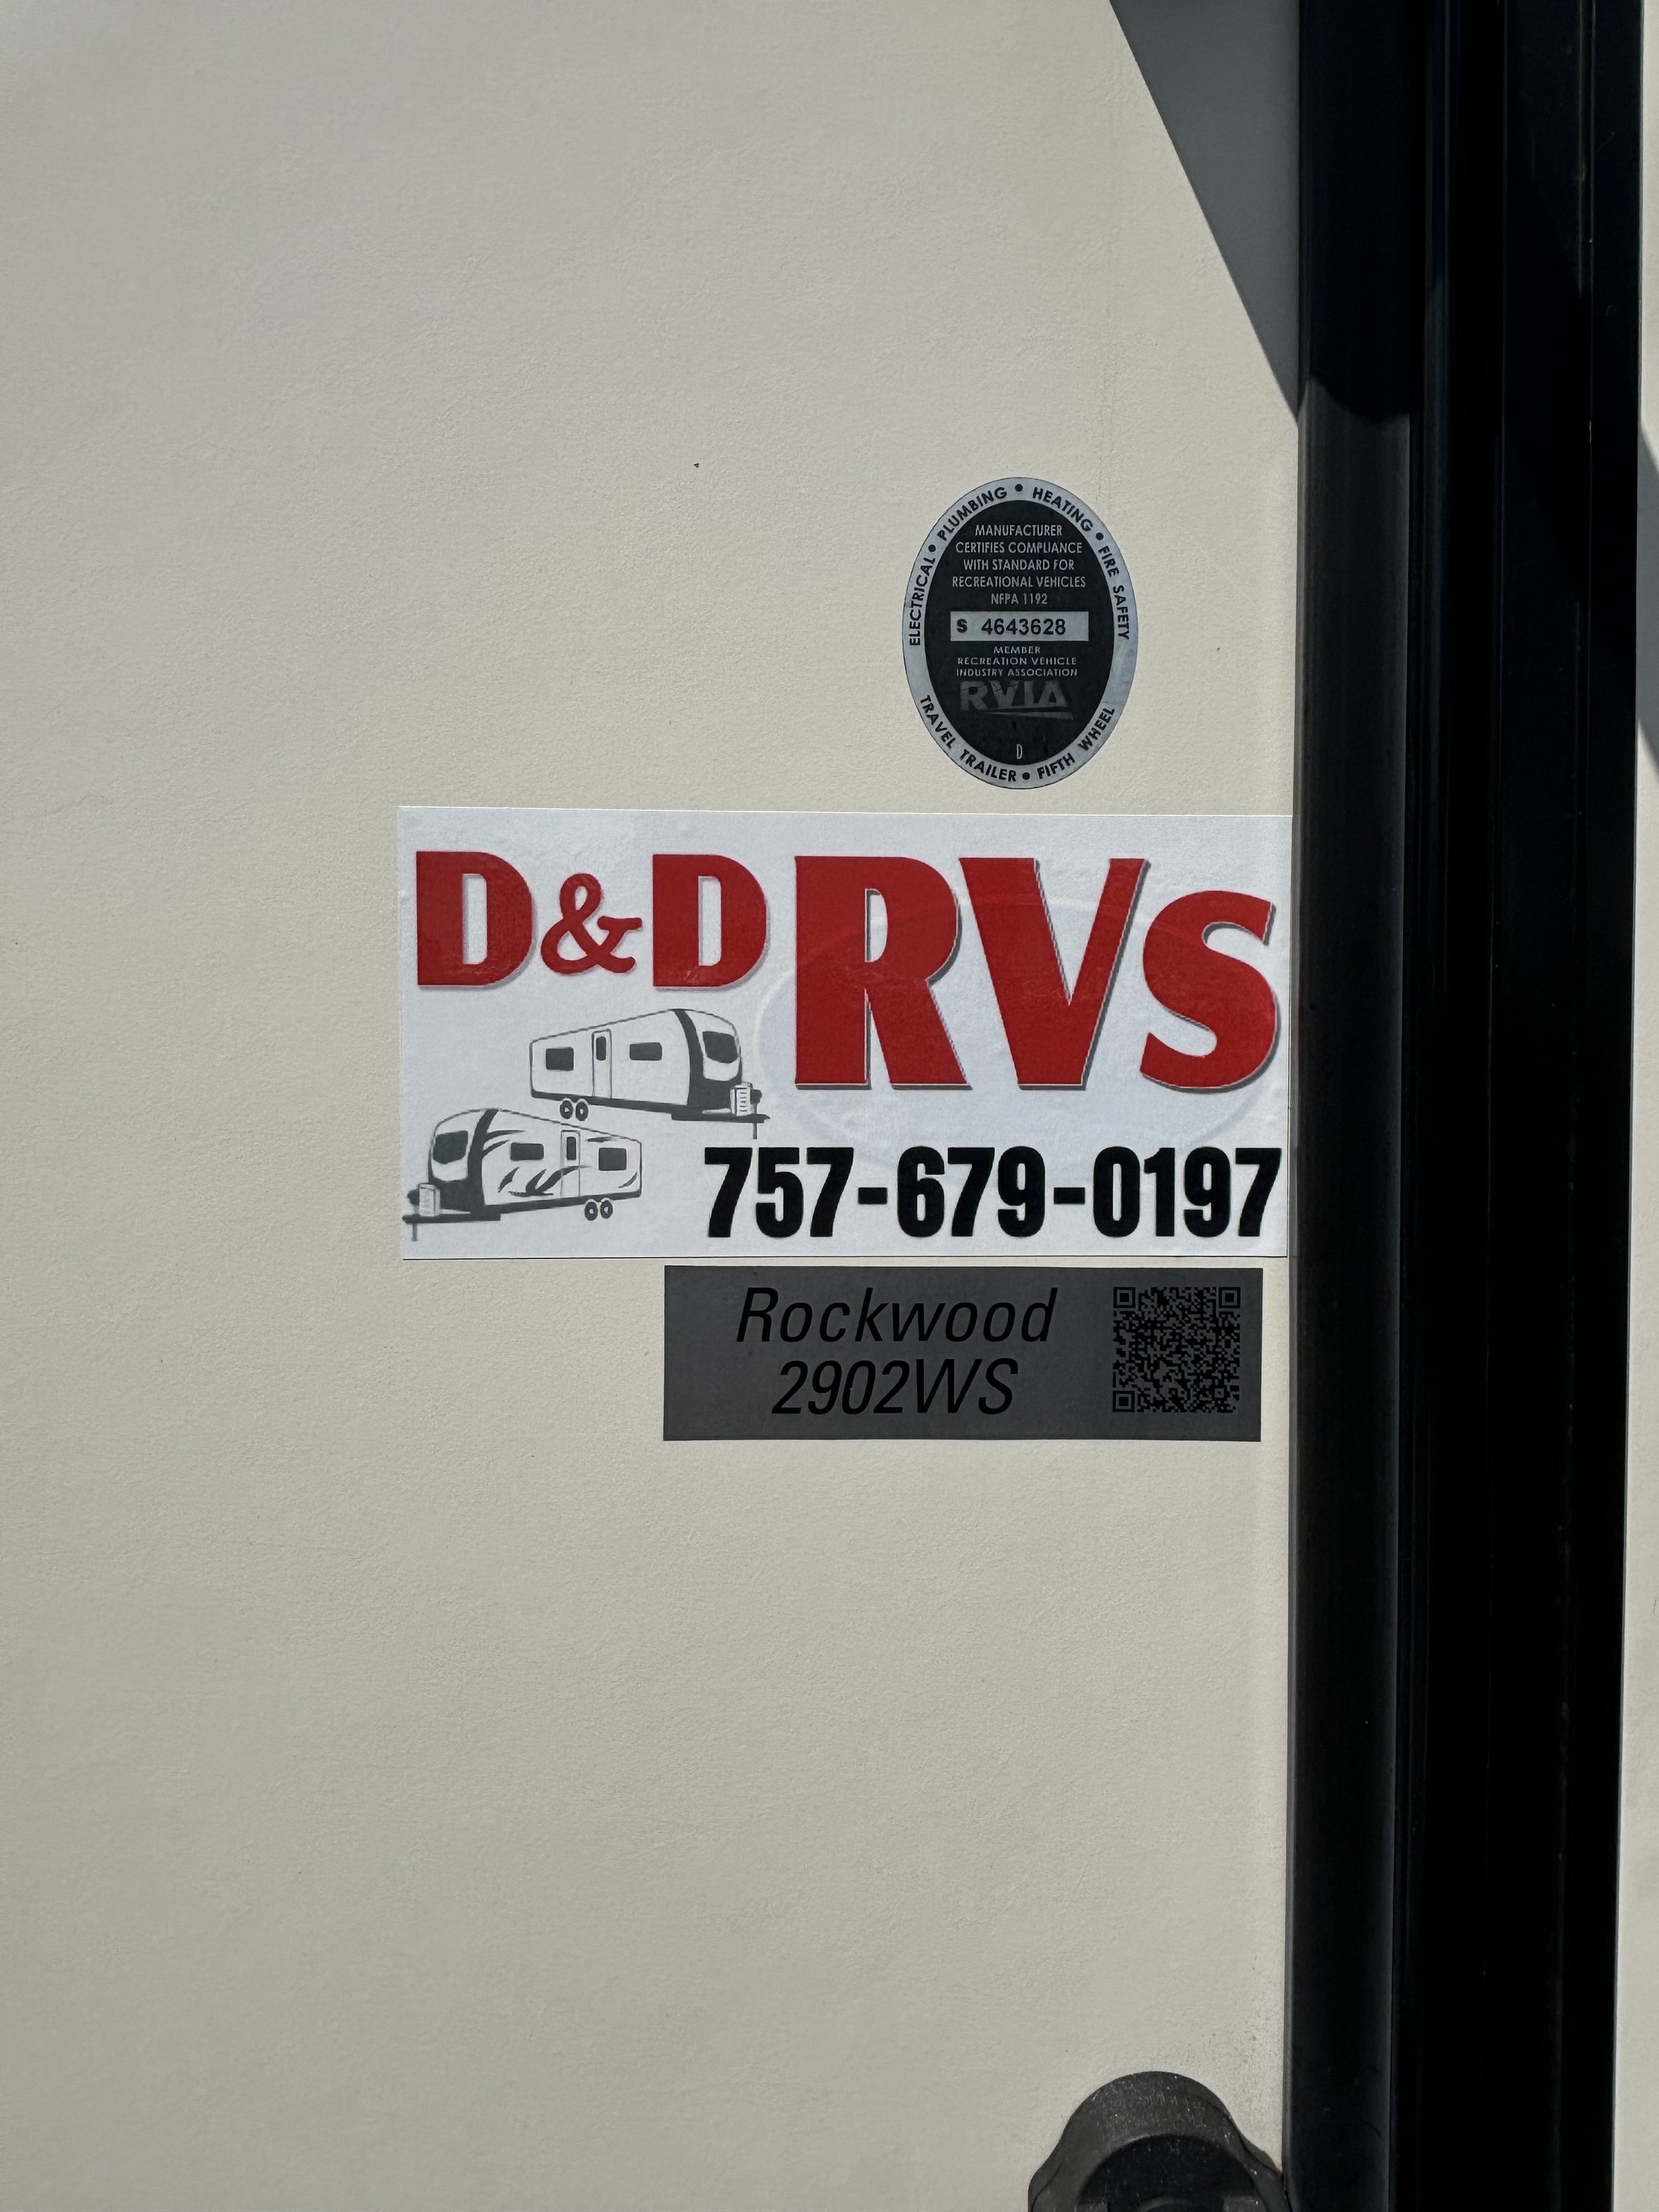 ELECTRICAL • PLUMBING • HEATING • FIRE SAFETY
MANUFACTURER
CERTIFIES COMPLIANCE
WITH STANDARD FOR
RECREATIONAL VEHICLES
NFPA 1192
S 4643628
MEMBER
RECREATION VEHICLE
INDUSTRY ASSOCIATION
RVIA
D
TRAVEL TRAILER • FIFTH WHEEL
D&D RVs
757-679-0197
Rockwood
2902WS